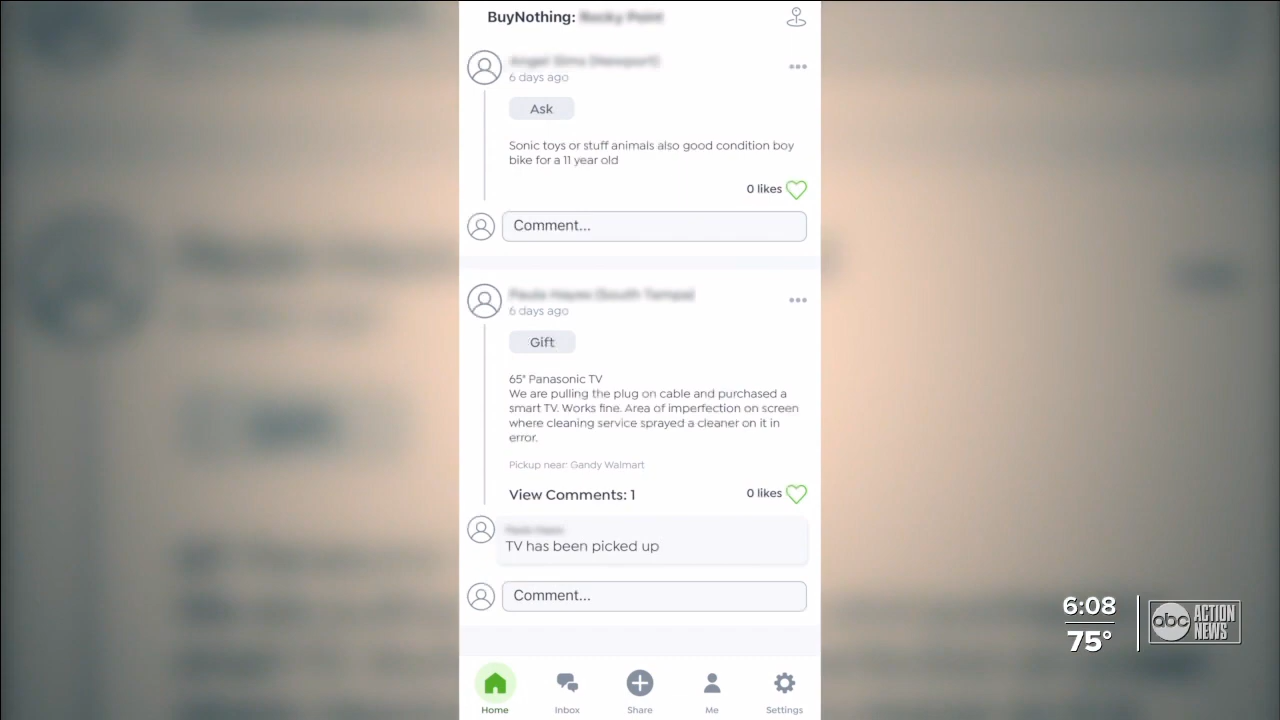 BuyNothing:
6 days ago
Ask
Sonic toys or stuff animals also good condition boy
bike for a 11 year old
0 likes
Comment...
6 days ago
Gift
65" Panasonic TV
We are pulling the plug on cable and purchased a
smart TV. Works fine. Area of imperfection on screen
where cleaning service sprayed a cleaner on it in
error.
Pickup near: Gandy Walmart
View Comments: 1
0 likes
TV has been picked up
Comment...
Home
Inbox
Share
Me
Settings
6:08
75°
abc ACTION
NEWS